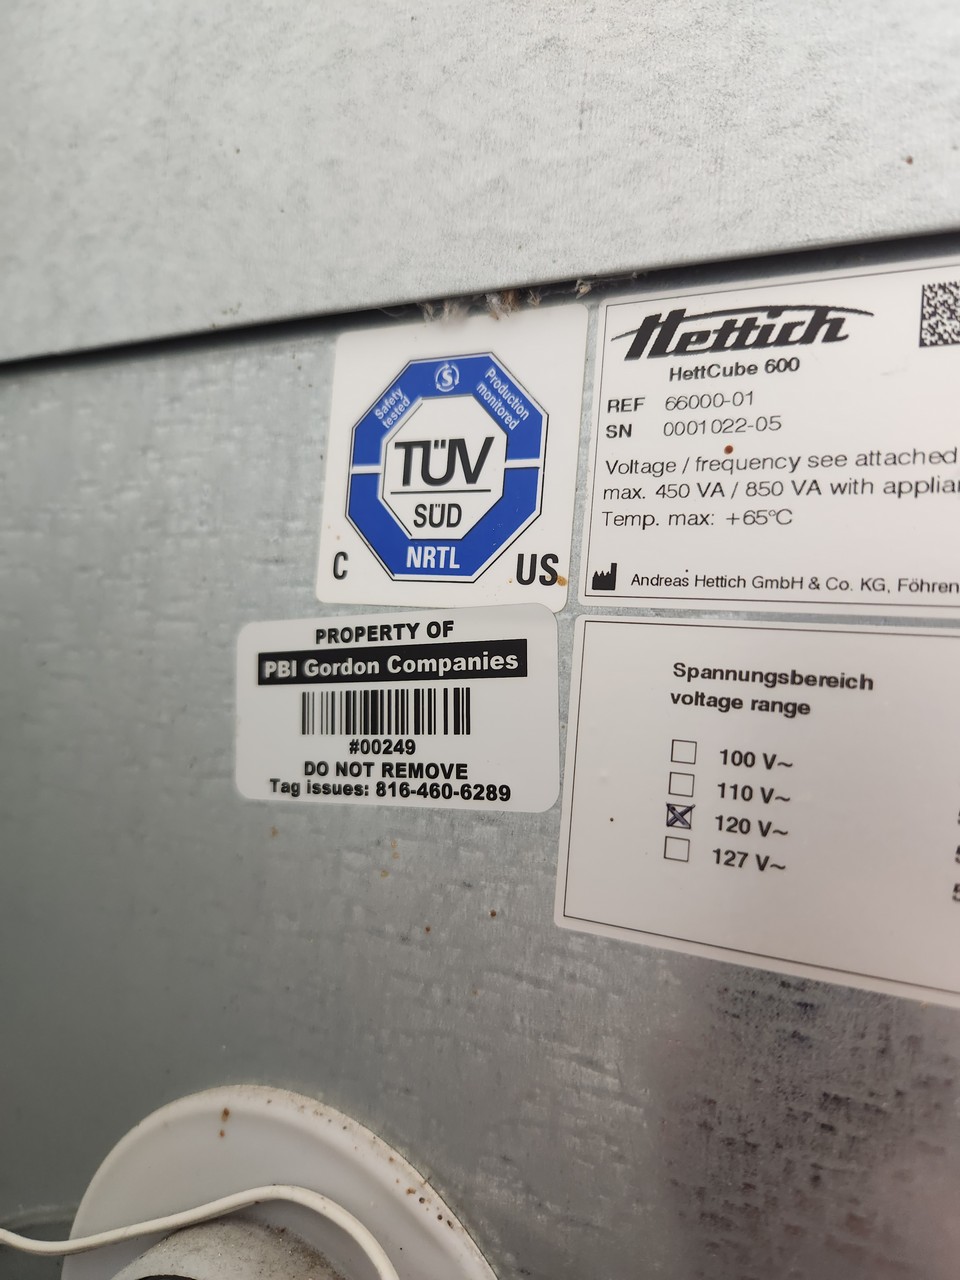 Safety tested
Production monitored
TÜV
SÜD
NRTL
C
US
Hettich
HettCube 600
REF 66000-01
SN 0001022-05
Voltage / frequency see attached
max. 450 VA / 850 VA with
Temp. max: +65°C
Andreas Hettich GmbH & Co. KG,
PROPERTY OF
PBI Gordon Companies
#00249
DO NOT REMOVE
Tag issues: 816-460-6289
Spannungsbereich
voltage range
100 V~
110 V~
120 V~
127 V~